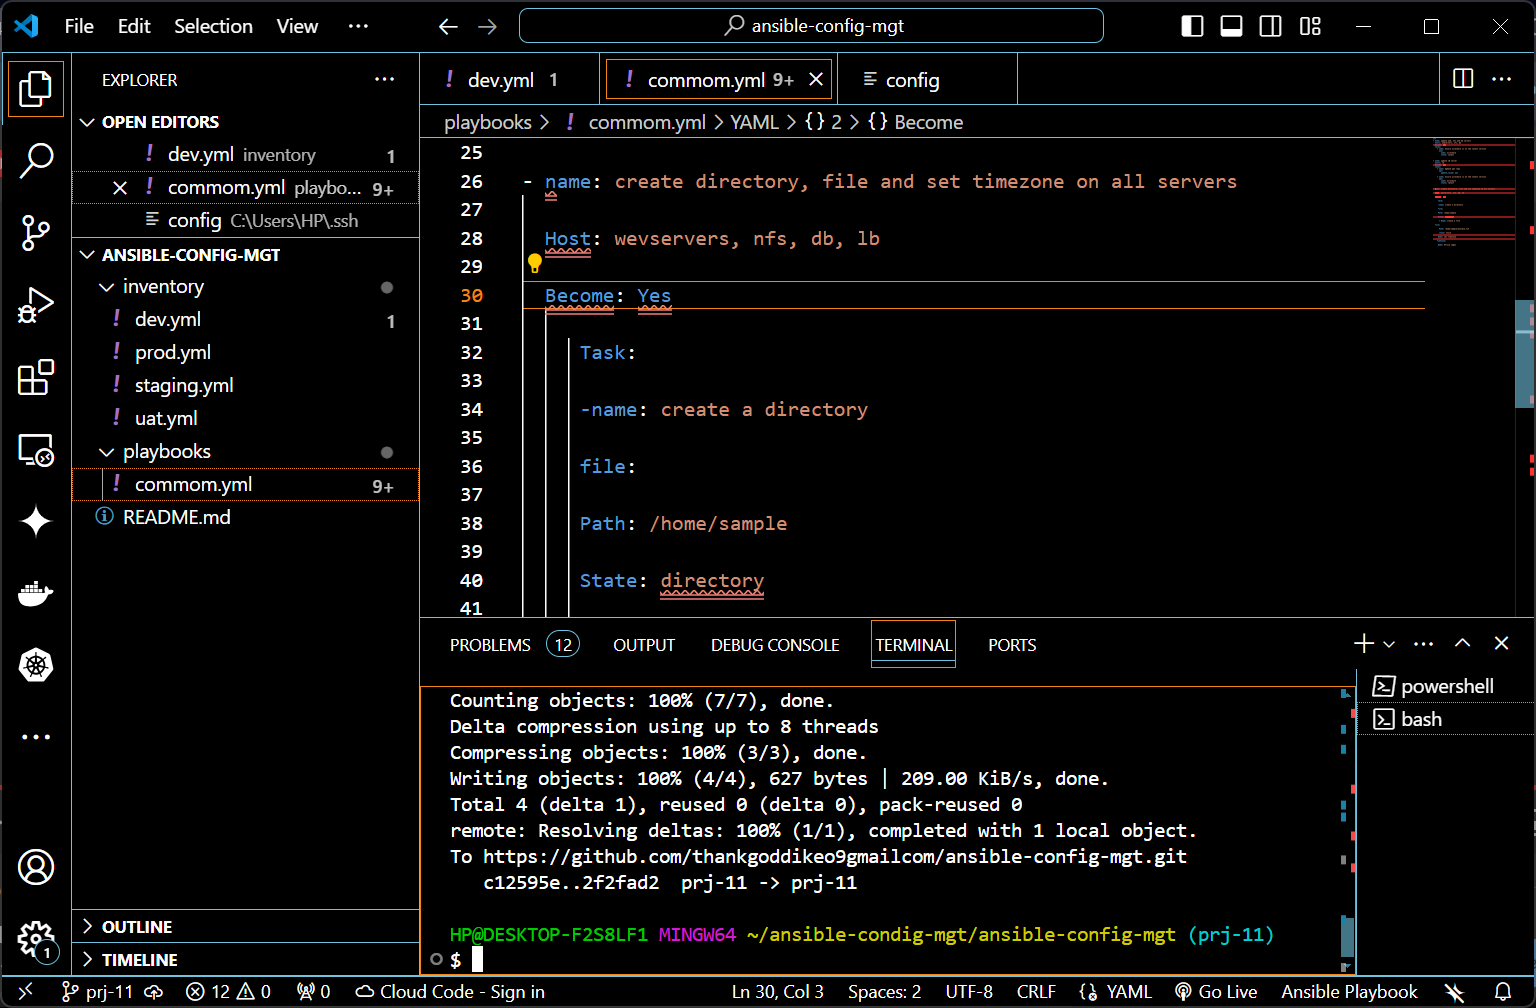 File Edit Selection View ···
ansible-config-mgt
EXPLORER ···
OPEN EDITORS
! dev.yml inventory 1
! commom.yml playbo... 9+
config C:\Users\HP\.ssh
ANSIBLE-CONFIG-MGT
inventory
! dev.yml 1
! prod.yml
! staging.yml
! uat.yml
playbooks
! commom.yml 9+
README.md
OUTLINE
TIMELINE
! dev.yml 1
! commom.yml 9+
config
playbooks > ! commom.yml > YAML > {} 2 > {} Become
25
26 - name: create directory, file and set timezone on all servers
27
28 Host: wevservers, nfs, db, lb
29
30 Become: Yes
31
32 Task:
33
34 -name: create a directory
35
36 file:
37
38 Path: /home/sample
39
40 State: directory
41
PROBLEMS 12 OUTPUT DEBUG CONSOLE TERMINAL PORTS
Counting objects: 100% (7/7), done.
Delta compression using up to 8 threads
Compressing objects: 100% (3/3), done.
Writing objects: 100% (4/4), 627 bytes | 209.00 KiB/s, done.
Total 4 (delta 1), reused 0 (delta 0), pack-reused 0
remote: Resolving deltas: 100% (1/1), completed with 1 local object.
To https://github.com/thankgoddikeo9gmailcom/ansible-config-mgt.git
c12595e..2f2fad2 prj-11 -> prj-11
HP@DESKTOP-F2S8LF1 MINGW64 ~/ansible-condig-mgt/ansible-config-mgt (prj-11)
$
powershell
bash
1
prj-11 12 0 0 Cloud Code - Sign in Ln 30, Col 3 Spaces: 2 UTF-8 CRLF YAML Go Live Ansible Playbook